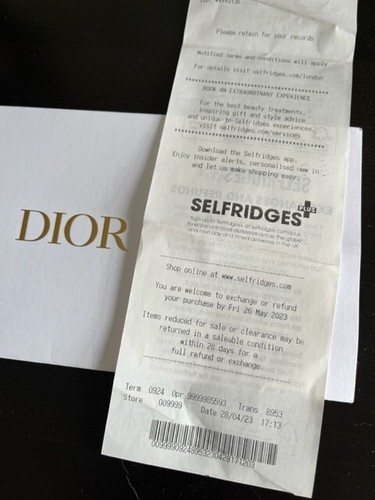 Please retain for your records
Notified terms and conditions will apply
For details visit selfridges.com/london
BOOK AN EXTRAORDINARY EXPERIENCE
For the best beauty treatments,
inspiring gift and style advice
and unique-to-Selfridges experiences
visit selfridges.com/services
Download the Selfridges app.
Enjoy insider alerts, personalised
and let us make shopping easy.
SELFRIDGES PLUS
DIOR
Shop online at www.selfridges.com
You are welcome to exchange or refund
your purchase by Fri 26 May 2023
Items reduced for sale or clearance may be
returned in a saleable condition
within 28 days for a
full refund or exchange.
Term 0924 Opr 9999985593 Trans 8953
Store 009999 Date 28/04/23 17:13